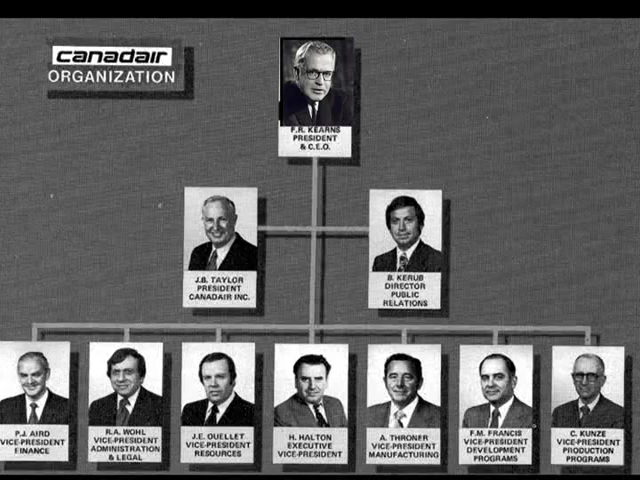 canadair
ORGANIZATION
F.R. KEARNS
PRESIDENT
& C.E.O.
J.B. TAYLOR
PRESIDENT
CANADAIR INC.
B. KERUB
DIRECTOR
PUBLIC
RELATIONS
P.J. AIRD
VICE-PRESIDENT
FINANCE
R.A. WOHL
VICE-PRESIDENT
ADMINISTRATION
& LEGAL
J.E. OUELLET
VICE-PRESIDENT
RESOURCES
H. HALTON
EXECUTIVE
VICE-PRESIDENT
A. THRONER
VICE-PRESIDENT
MANUFACTURING
F.M. FRANCIS
VICE-PRESIDENT
DEVELOPMENT
PROGRAMS
C. KUNZE
VICE-PRESIDENT
PRODUCTION
PROGRAMS